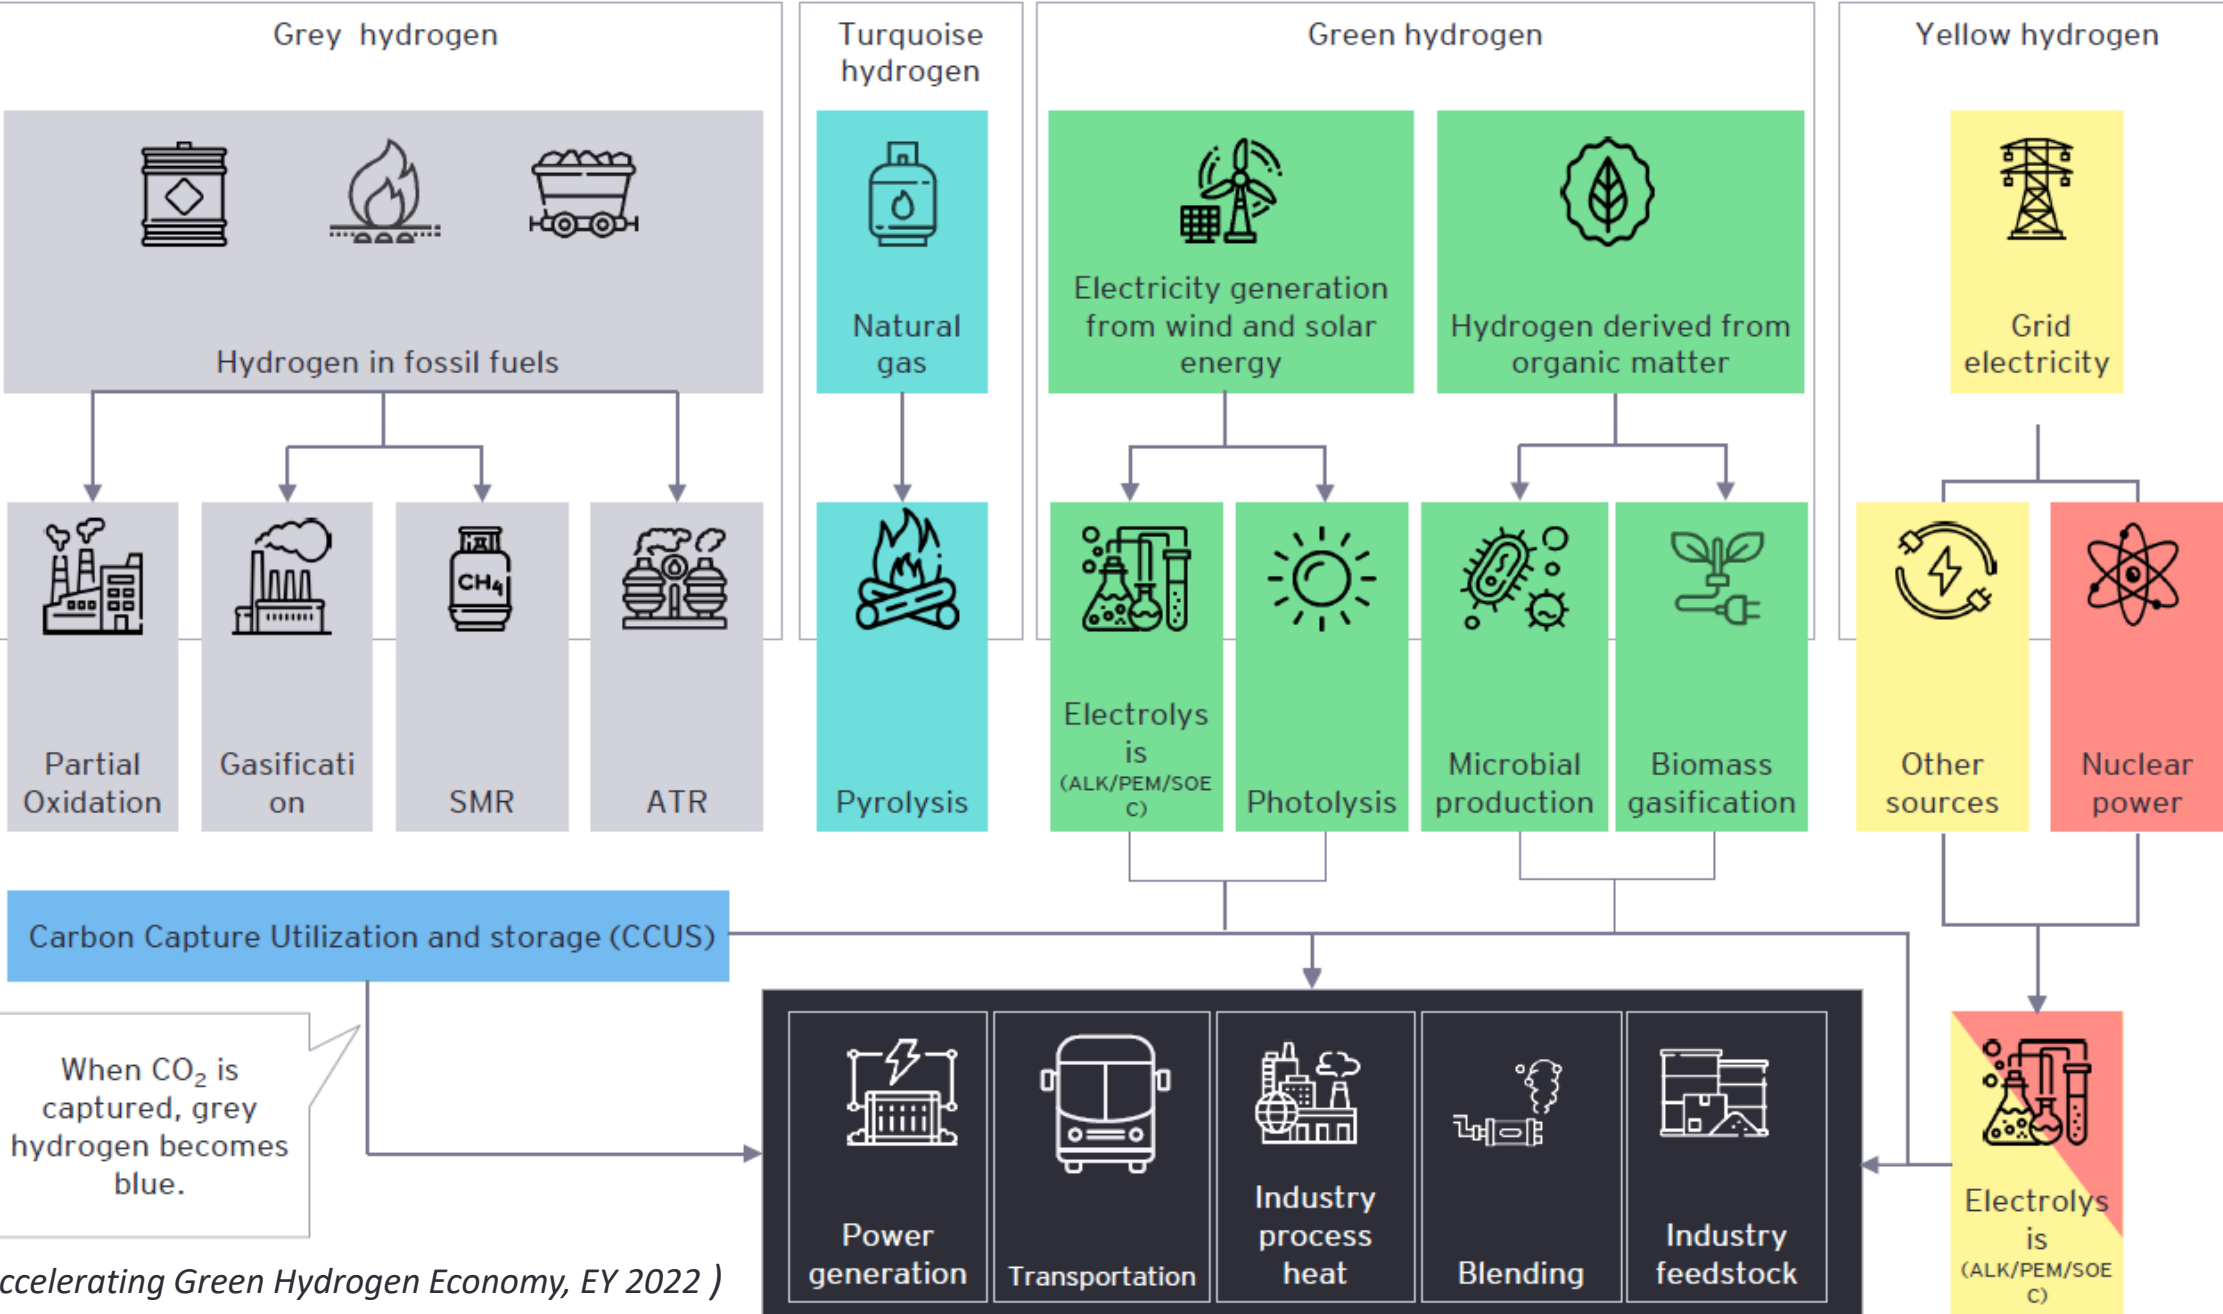 Grey hydrogen
Turquoise
hydrogen
Green hydrogen
Yellow hydrogen
Hydrogen in fossil fuels
Natural
gas
Electricity generation
from wind and solar
energy
Hydrogen derived from
organic matter
Grid
electricity
Partial
Oxidation
Gasificati
on
CH4
SMR
ATR
Pyrolysis
Electrolys
is
(ALK/PEM/SOE
C)
Photolysis
Microbial
production
Biomass
gasification
Other
sources
Nuclear
power
Carbon Capture Utilization and storage (CCUS)
When CO₂ is
captured, grey
hydrogen becomes
blue.
Power
generation
Transportation
Industry
process
heat
Blending
Industry
feedstock
Electrolys
is
(ALK/PEM/SOE
C)
ccelerating Green Hydrogen Economy, EY 2022 )